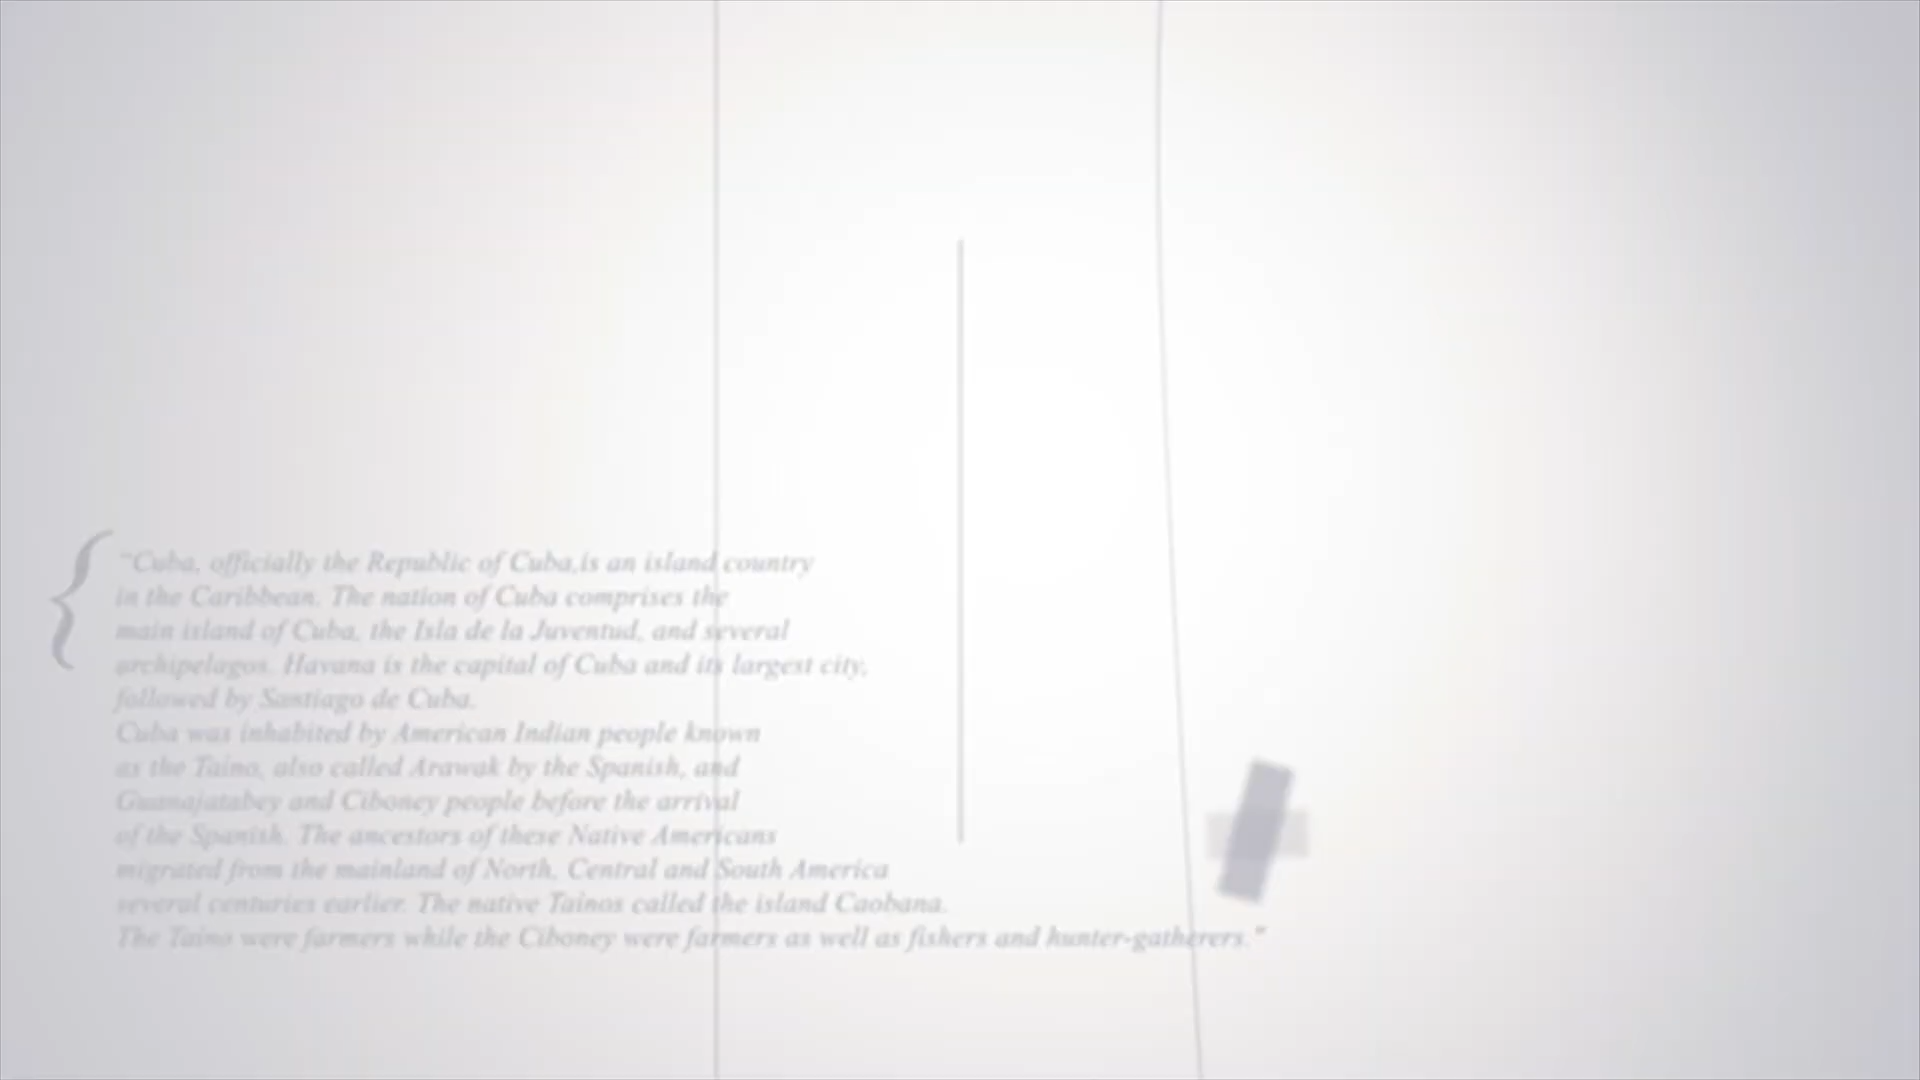 { "Cuba, officially the Republic of Cuba,is an island country
in the Caribbean. The nation of Cuba comprises the
main island of Cuba, the Isla de la Juventud, and several
archipelagos. Havana is the capital of Cuba and its largest city,
followed by Santiago de Cuba.
Cuba was inhabited by American Indian people known
as the Taíno, also called Arawak by the Spanish, and
Guanajatabey and Ciboney people before the arrival
of the Spanish. The ancestors of these Native Americans
migrated from the mainland of North, Central and South America
several centuries earlier. The native Taínos called the island Caobana.
The Taíno were farmers while the Ciboney were farmers as well as fishers and hunter-gatherers."